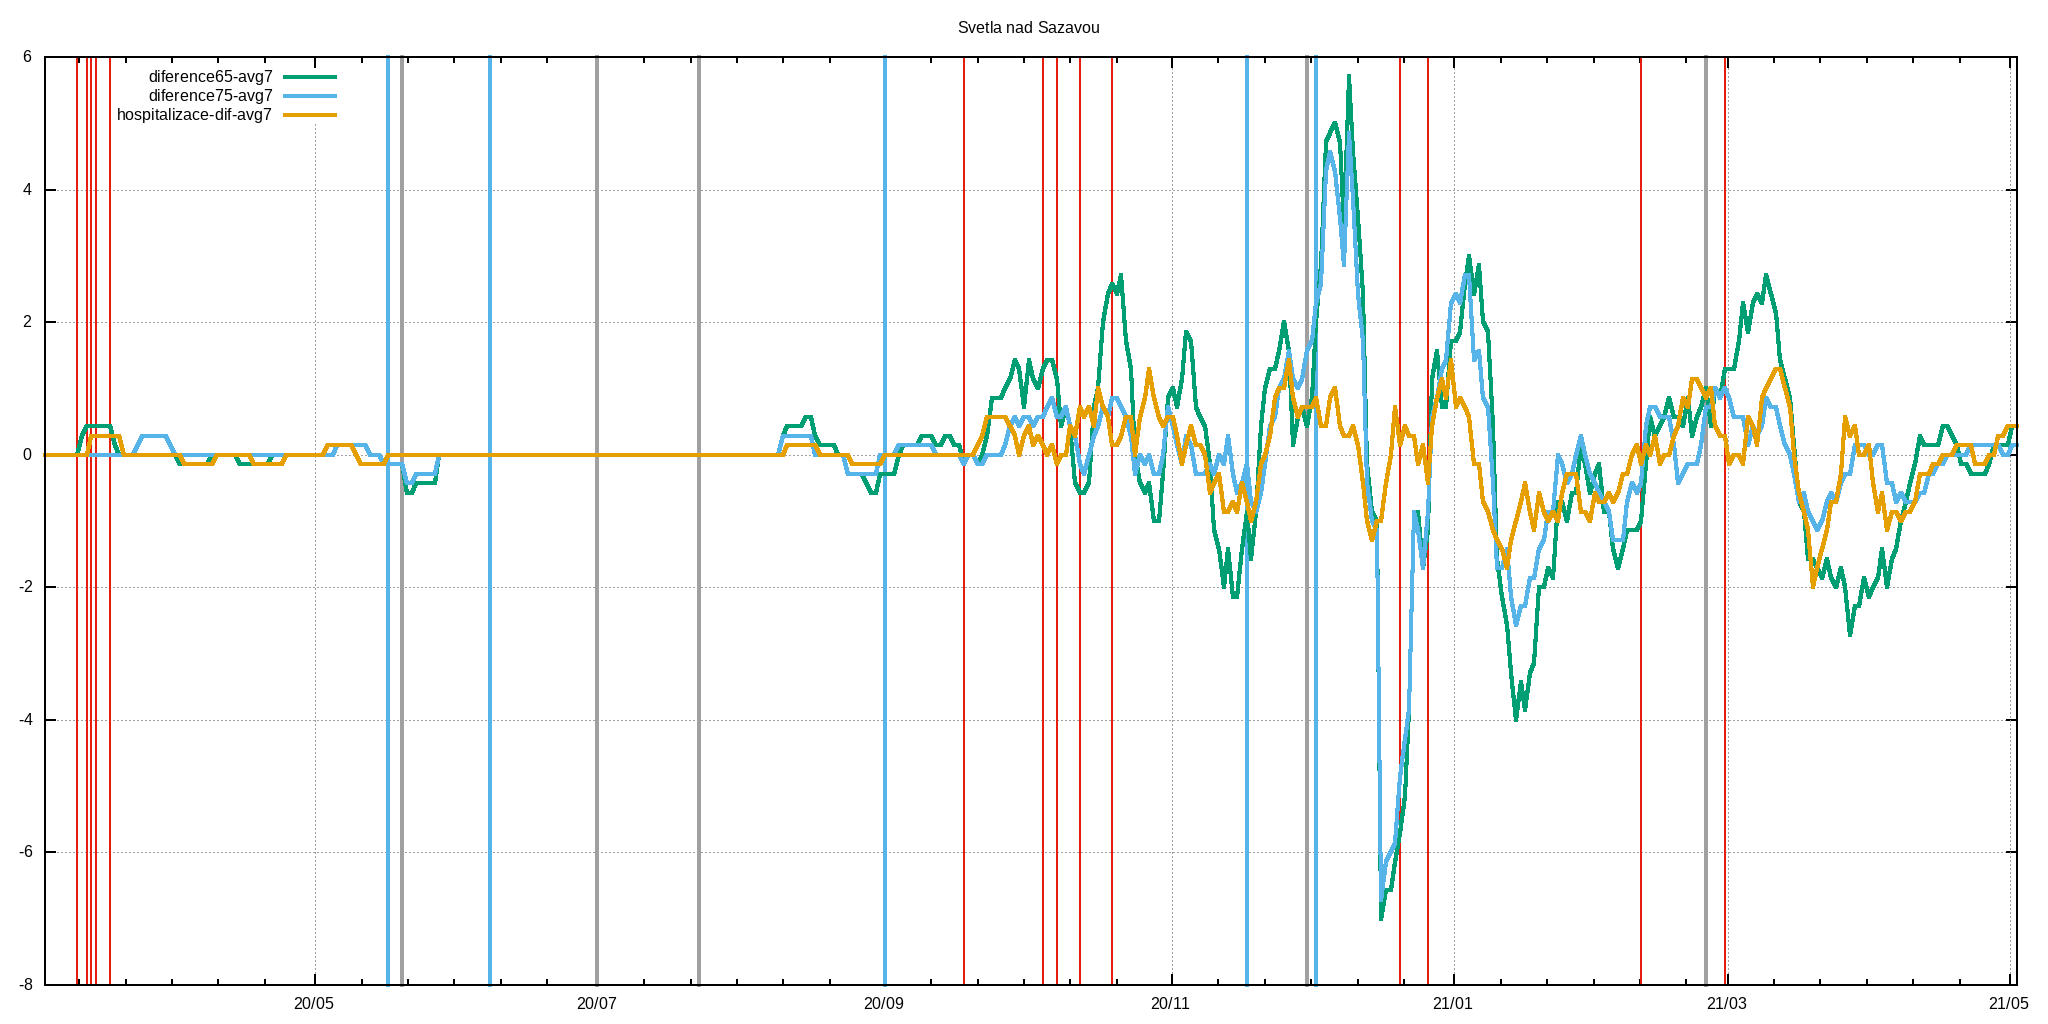 Svetla nad Sazavou
6
4
2
0
-2
-4
-6
-8
diference65-avg7
diference75-avg7
hospitalizace-dif-avg7
20/05 20/07 20/09 20/11 21/01 21/03 21/05